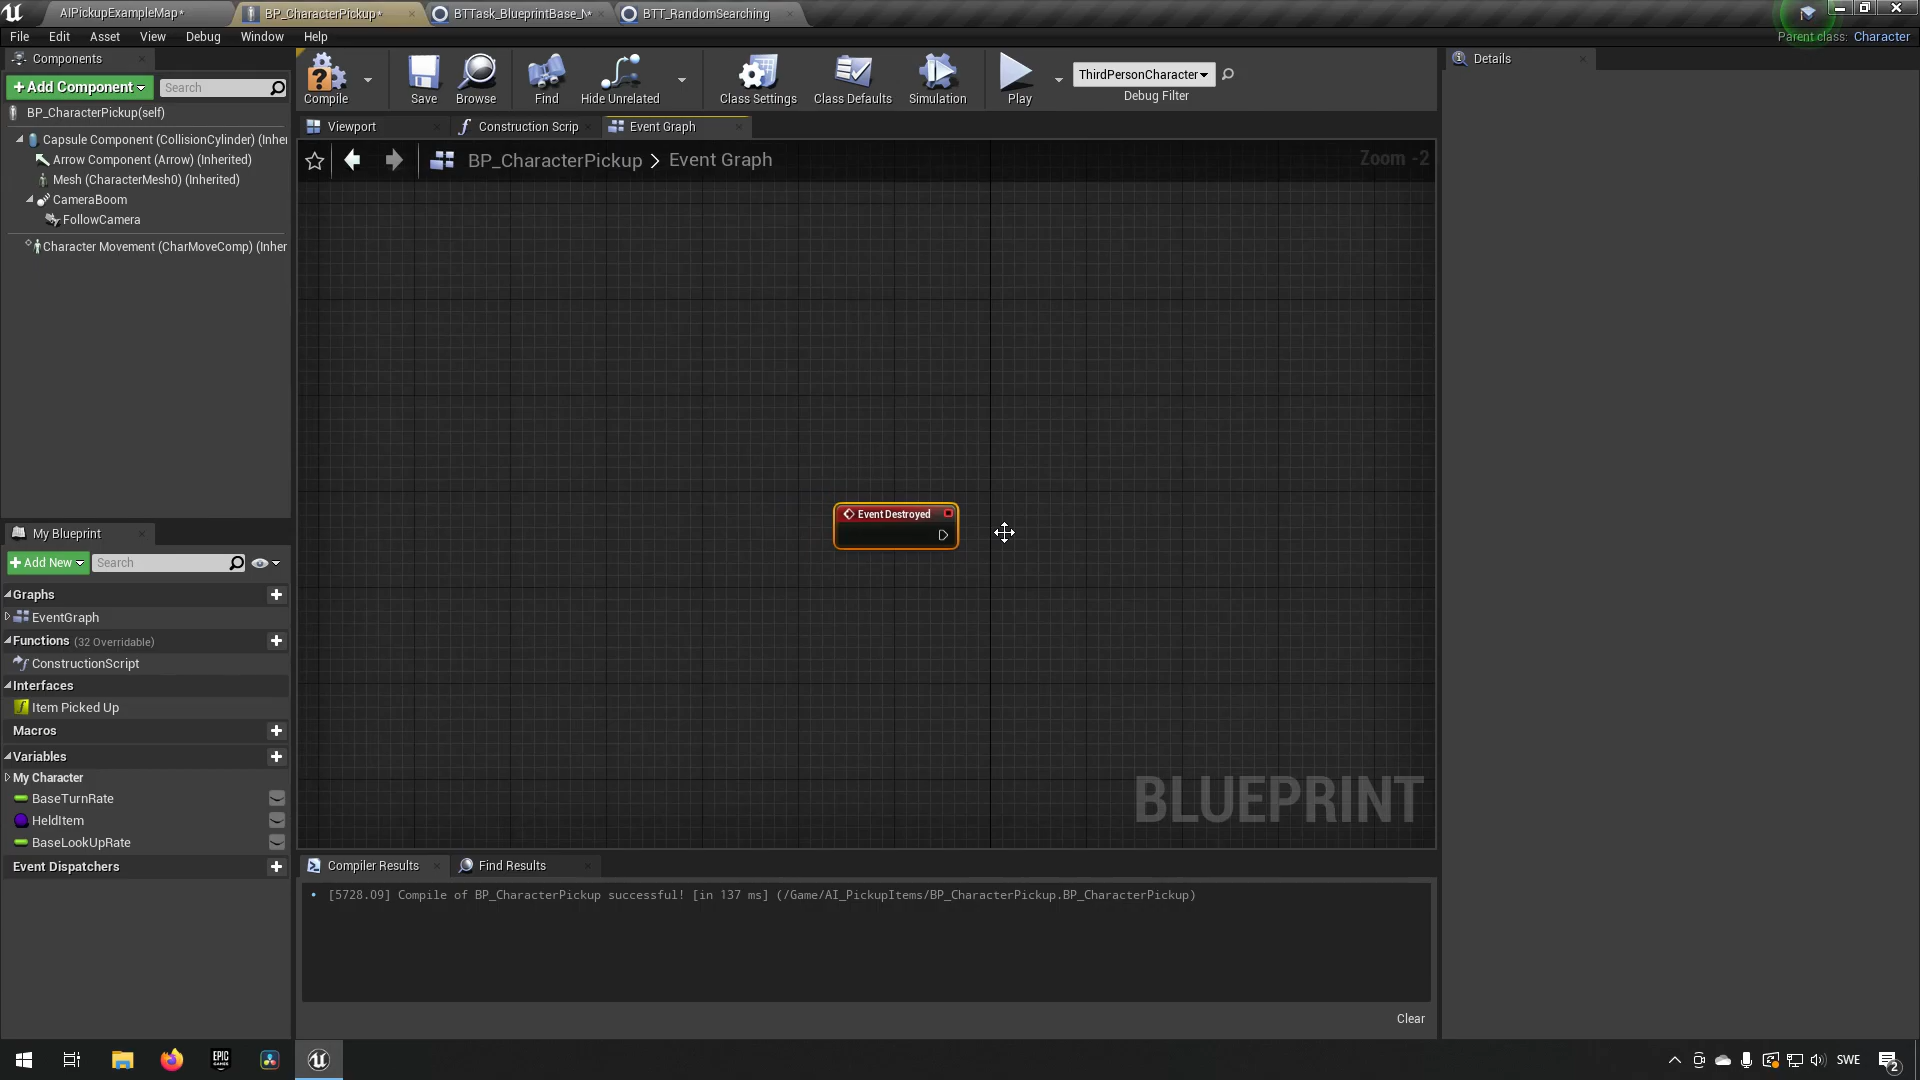 AIPickupExampleMap*
BP_CharacterPickup*
BTTask_BlueprintBase_N*
BTT_RandomSearching
File Edit Asset View Debug Window Help
Parent class: Character
Components
Add Component
Search
BP_CharacterPickup(self)
Capsule Component (CollisionCylinder) (Inher
Arrow Component (Arrow) (Inherited)
Mesh (CharacterMesh0) (Inherited)
CameraBoom
FollowCamera
Character Movement (CharMoveComp) (Inher
Compile
Save
Browse
Find
Hide Unrelated
Class Settings
Class Defaults
Simulation
Play
ThirdPersonCharacter
Debug Filter
Details
Viewport
Construction Scrip
Event Graph
BP_CharacterPickup > Event Graph
Zoom -2
Event Destroyed
BLUEPRINT
My Blueprint
Add New
Search
Graphs
EventGraph
Functions (32 Overridable)
ConstructionScript
Interfaces
Item Picked Up
Macros
Variables
My Character
BaseTurnRate
HeldItem
BaseLookUpRate
Event Dispatchers
Compiler Results
Find Results
[5728.09] Compile of BP_CharacterPickup successful! [in 137 ms] (/Game/AI_PickupItems/BP_CharacterPickup.BP_CharacterPickup)
Clear
EPIC
GAMES
SWE
2